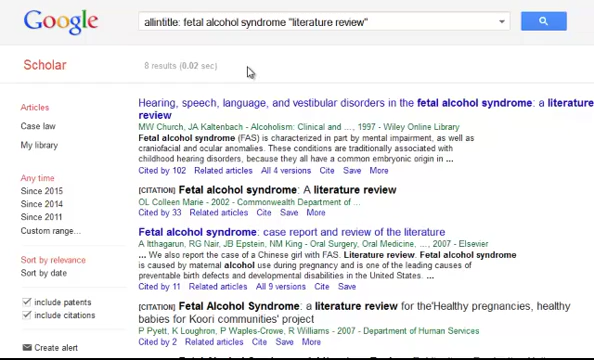 Google
allintitle: fetal alcohol syndrome "literature review"
Scholar
8 results (0.02 sec)
Articles
Case law
My library
Any time
Since 2015
Since 2014
Since 2011
Custom range...
Sort by relevance
Sort by date
include patents
include citations
Create alert
Hearing, speech, language, and vestibular disorders in the fetal alcohol syndrome: a literature
review
MW Church, JA Kaltenbach - Alcoholism: Clinical and ..., 1997 - Wiley Online Library
Fetal alcohol syndrome (FAS) is characterized in part by mental impairment, as well as
craniofacial and ocular anomalies. These conditions are traditionally associated with
childhood hearing disorders, because they all have a common embryonic origin in ...
Cited by 102 Related articles All 4 versions Cite Save More
[CITATION] Fetal alcohol syndrome: A literature review
OL Colleen Marie - 2002 - Commonwealth Department of ...
Cited by 33 Related articles Cite Save More
Fetal alcohol syndrome: case report and review of the literature
A Itthagarun, RG Nair, JB Epstein, NM King - Oral Surgery, Oral Medicine, ..., 2007 - Elsevier
... We also report the case of a Chinese girl with FAS. Literature review. Fetal alcohol syndrome
is caused by maternal alcohol use during pregnancy and is one of the leading causes of
preventable birth defects and developmental disabilities in the United States. ...
Cited by 11 Related articles All 9 versions Cite Save
[CITATION] Fetal Alcohol Syndrome: a literature review for the'Healthy pregnancies, healthy
babies for Koori communities' project
P Pyett, K Loughron, P Waples-Crowe, R Williams - 2007 - Department of Human Services
Cited by 2 Related articles Cite Save More